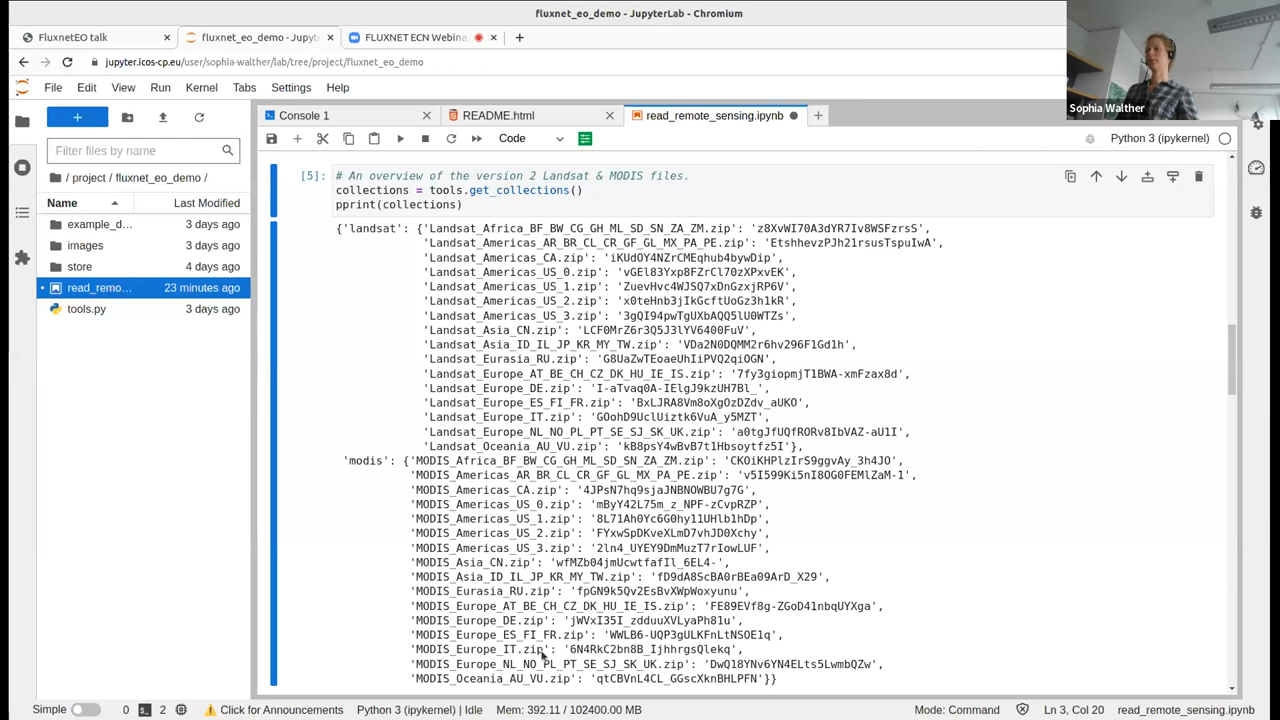 fluxnet_eo_demo - JupyterLab - Chromium
FluxnetEO talk
fluxnet_eo_demo - Jupyt
FLUXNET ECN Webina
jupyter.icos-cp.eu/user/sophia-walther/lab/tree/project/fluxnet_eo_demo
Sophia Walther
File Edit View Run Kernel Tabs Settings Help
Console 1
README.html
read_remote_sensing.ipynb
Code
Python 3 (ipykernel)
Filter files by name
/ project / fluxnet_eo_demo /
Name Last Modified
example_d... 3 days ago
images 3 days ago
store 4 days ago
read_remo... 23 minutes ago
tools.py 3 days ago
[5]: # An overview of the version 2 Landsat & MODIS files.
collections = tools.get_collections()
pprint(collections)
{'landsat': {'Landsat_Africa_BF_BW_CG_GH_ML_SD_SN_ZA_ZM.zip': 'z8XvWI70A3dYR7Iv8WSFzrsS',
'Landsat_Americas_AR_BR_CL_CR_GF_GL_MX_PA_PE.zip': 'EtshhevzPJh21rsusTspuIwA',
'Landsat_Americas_CA.zip': 'iKUdOY4NZrCMEqhub4bywDip',
'Landsat_Americas_US_0.zip': 'vGEl83Yxp8FZrCl70zXPxvEK',
'Landsat_Americas_US_1.zip': 'ZuevHvc4WJSQ7xDnGzxjRP6V',
'Landsat_Americas_US_2.zip': 'x0teHnb3jIkGcftUoGz3h1kR',
'Landsat_Americas_US_3.zip': '3gQI94pwTgUXbAQQ5lU0WTZs',
'Landsat_Asia_CN.zip': 'LCF0MrZ6r3Q5J3lYV6400FuV',
'Landsat_Asia_ID_IL_JP_KR_MY_TW.zip': 'VDa2N0DQMM2r6hv296F1Gd1h',
'Landsat_Eurasia_RU.zip': 'G8UaZwTEoaeUhIiPVQ2qiOGN',
'Landsat_Europe_AT_BE_CH_CZ_DK_HU_IE_IS.zip': '7fy3giopmjT1BWA-xmFzax8d',
'Landsat_Europe_DE.zip': 'I-aTvaq0A-IElgJ9kzUH7Bl_',
'Landsat_Europe_ES_FI_FR.zip': 'BxLJRA8Vm8oXgOzDZdv_aUKO',
'Landsat_Europe_IT.zip': 'GOohD9UclUiztk6VuA_y5MZT',
'Landsat_Europe_NL_NO_PL_PT_SE_SJ_SK_UK.zip': 'a0tgJfUQfRORv8IbVAZ-aU1I',
'Landsat_Oceania_AU_VU.zip': 'kB8psY4wBvB7t1Hbsoytfz5I'},
'modis': {'MODIS_Africa_BF_BW_CG_GH_ML_SD_SN_ZA_ZM.zip': 'CKOiKHPlzIrS9ggvAy_3h4JO',
'MODIS_Americas_AR_BR_CL_CR_GF_GL_MX_PA_PE.zip': 'v5I599Ki5nI8OG0FEMlZaM-1',
'MODIS_Americas_CA.zip': '4JPsN7hq9sjaJNBNOWBU7g7G',
'MODIS_Americas_US_0.zip': 'mByY42L75m_z_NPF-zCvpRZP',
'MODIS_Americas_US_1.zip': '8L71Ah0Yc6G0hy11UHlb1hDp',
'MODIS_Americas_US_2.zip': 'FYxwSpDKveXLmD7vhJD0Xchy',
'MODIS_Americas_US_3.zip': '2ln4_UYEY9DmMuzT7rIowLUF',
'MODIS_Asia_CN.zip': 'wfMZb04jmUcwtfafIl_6EL4-',
'MODIS_Asia_ID_IL_JP_KR_MY_TW.zip': 'fD9dA8ScBA0rBEa09ArD_X29',
'MODIS_Eurasia_RU.zip': 'fpGN9k5Qv2EsBvXWpWoxyunu',
'MODIS_Europe_AT_BE_CH_CZ_DK_HU_IE_IS.zip': 'FE89EVf8g-ZGoD41nbqUYXga',
'MODIS_Europe_DE.zip': 'jWVxI35I_zdduuXVLyaPh81u',
'MODIS_Europe_ES_FI_FR.zip': 'WWLB6-UQP3gULKFnLtNSOE1q',
'MODIS_Europe_IT.zip': '6N4RkC2bn8B_IjhhrgsQlekq',
'MODIS_Europe_NL_NO_PL_PT_SE_SJ_SK_UK.zip': 'DwQ18YNv6YN4ELts5LwmbQZw',
'MODIS_Oceania_AU_VU.zip': 'qtCBVnL4CL_GGscXknBHLPFN'}}
Simple 0 2 Click for Announcements Python 3 (ipykernel) | Idle Mem: 392.11 / 102400.00 MB Mode: Command Ln 3, Col 20 read_remote_sensing.ipynb